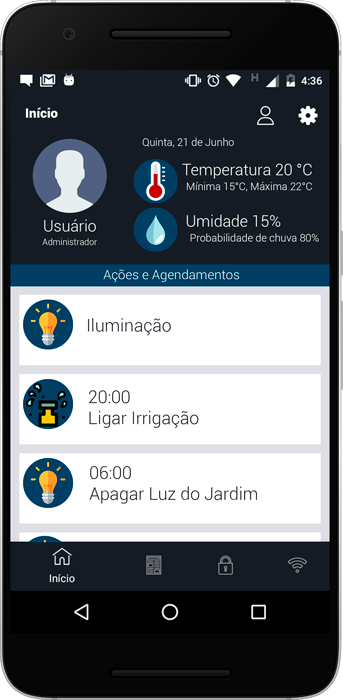 H 4:36
Início
Quinta, 21 de Junho
Temperatura 20 °C
Mínima 15°C, Máxima 22°C
Usuário
Administrador
Umidade 15%
Probabilidade de chuva 80%
Ações e Agendamentos
Iluminação
20:00
Ligar Irrigação
06:00
Apagar Luz do Jardim
Início